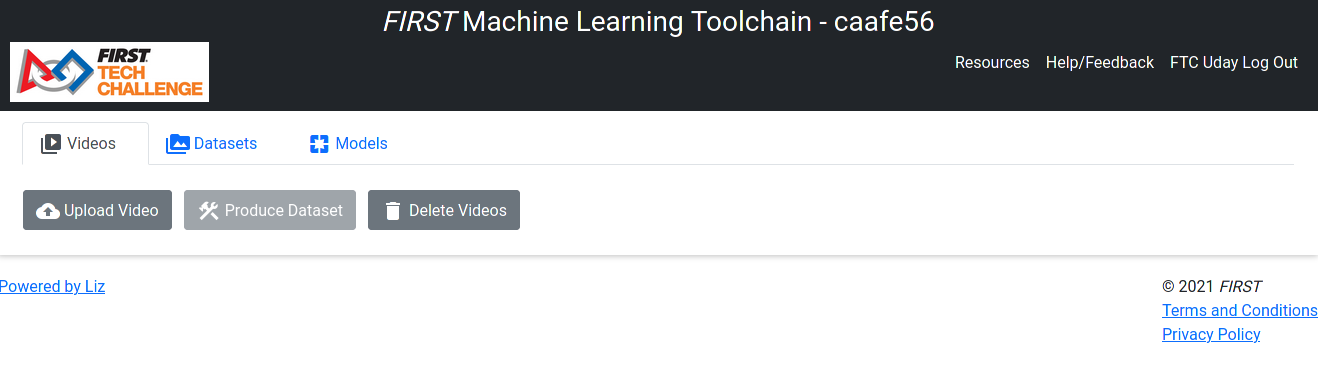 FIRST Machine Learning Toolchain - caafe56
FIRST
TECH
CHALLENGE
Resources Help/Feedback FTC Uday Log Out
Videos Datasets Models
Upload Video Produce Dataset Delete Videos
Powered by Liz
© 2021 FIRST
Terms and Conditions
Privacy Policy